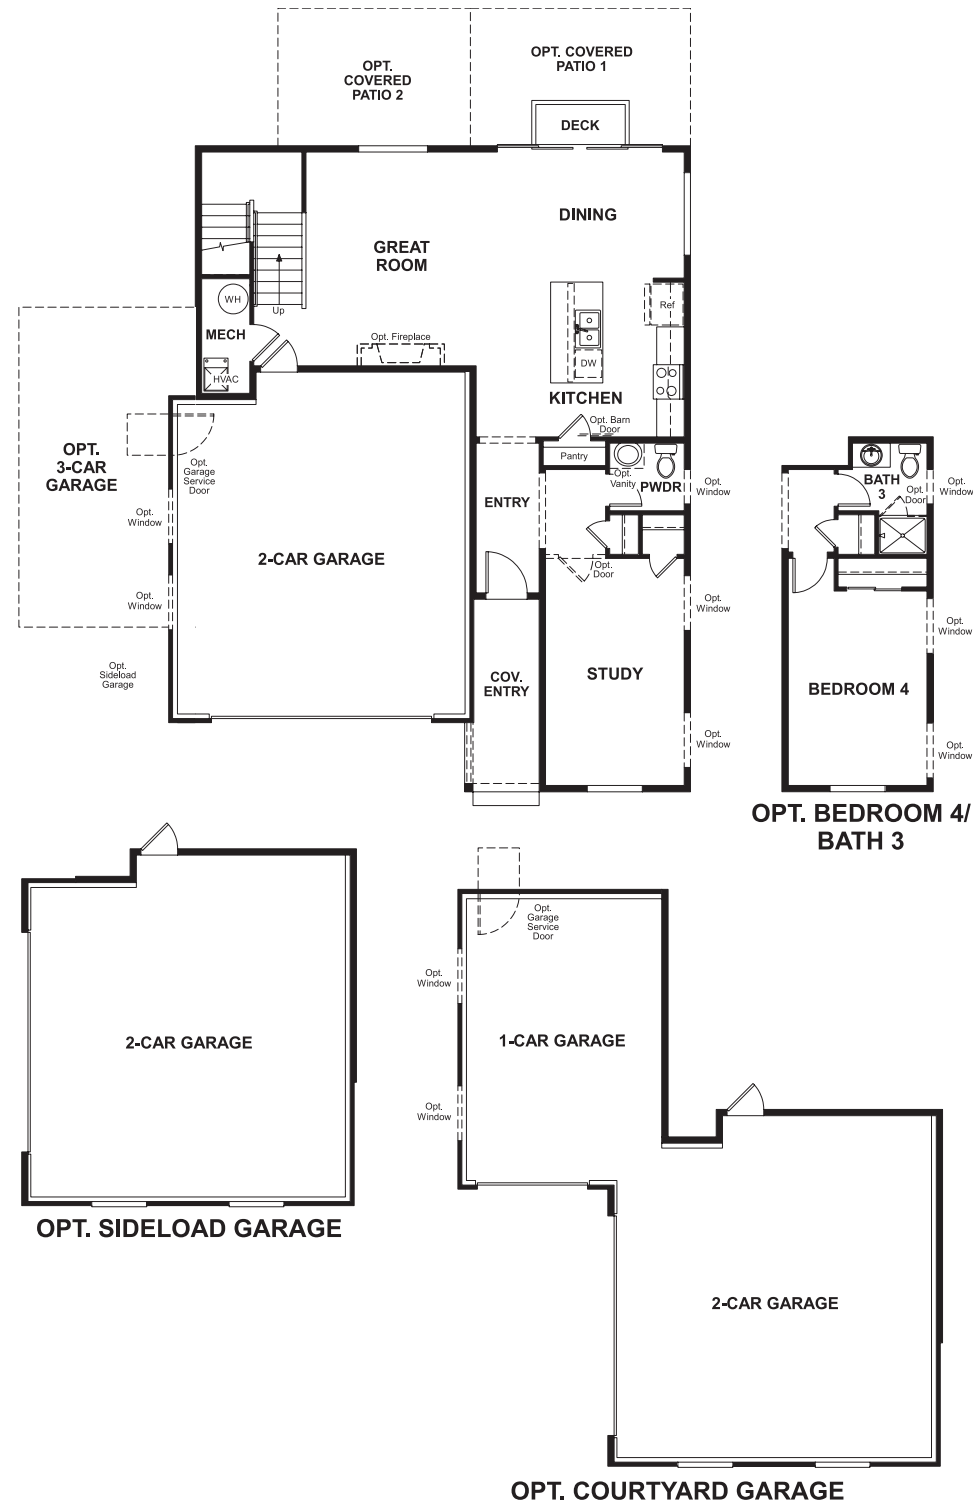 OPT.
COVERED
PATIO 2
OPT. COVERED
PATIO 1
DECK
DINING
GREAT
ROOM
WH
Up
Ref
MECH
Opt. Fireplace
DW
HVAC
KITCHEN
Opt. Barn
Door
OPT.
3-CAR
GARAGE
Opt.
Garage
Service
Door
Pantry
Opt.
Vanity
PWDR
Opt.
Window
ENTRY
Opt.
Window
2-CAR GARAGE
Opt.
Door
Opt.
Window
Opt.
Window
Opt.
Sideload
Garage
COV.
ENTRY
STUDY
Opt.
Window
BATH
3
Opt.
Door
Opt.
Window
Opt.
Window
BEDROOM 4
Opt.
Window
OPT. BEDROOM 4/
BATH 3
2-CAR GARAGE
OPT. SIDELOAD GARAGE
Opt.
Garage
Service
Door
Opt.
Window
1-CAR GARAGE
Opt.
Window
2-CAR GARAGE
OPT. COURTYARD GARAGE